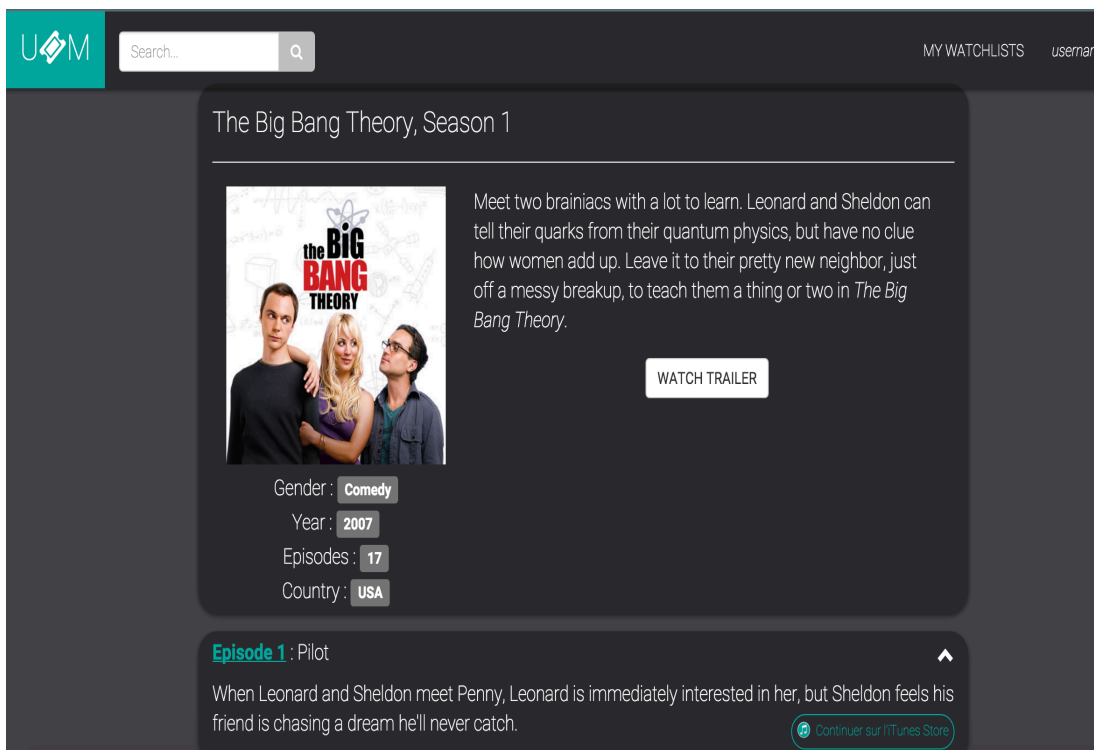 U M
Search...
MY WATCHLISTS
The Big Bang Theory, Season 1
the BiG
BANG
THEORY
Meet two brainiacs with a lot to learn. Leonard and Sheldon can
tell their quarks from their quantum physics, but have no clue
how women add up. Leave it to their pretty new neighbor, just
off a messy breakup, to teach them a thing or two in The Big
Bang Theory.
WATCH TRAILER
Gender : Comedy
Year : 2007
Episodes : 17
Country : USA
Episode 1 : Pilot
When Leonard and Sheldon meet Penny, Leonard is immediately interested in her, but Sheldon feels his
friend is chasing a dream he'll never catch.
Continuer sur l'iTunes Store